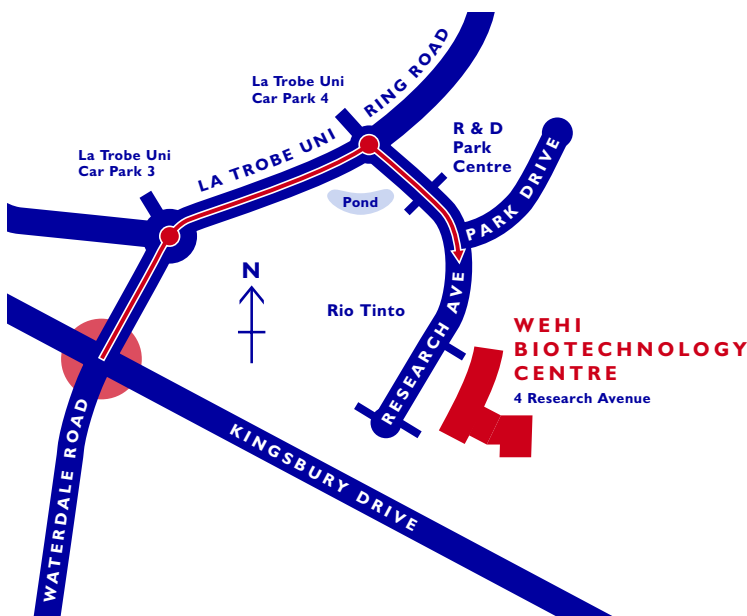 La Trobe Uni
Car Park 4
RING ROAD
La Trobe Uni
Car Park 3
LA TROBE UNI
R & D
Park
Centre
PARK DRIVE
Pond
N
Rio Tinto
RESEARCH AVE
WEHI
BIOTECHNOLOGY
CENTRE
4 Research Avenue
KINGSBURY DRIVE
WATERDALE ROAD